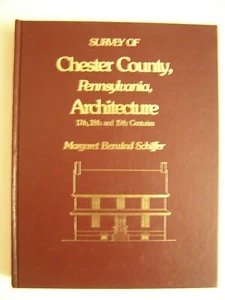 SURVEY OF
Chester County,
Pennsylvania,
Architecture
17th, 18th and 19th Centuries
Margaret Berwind Schiffer